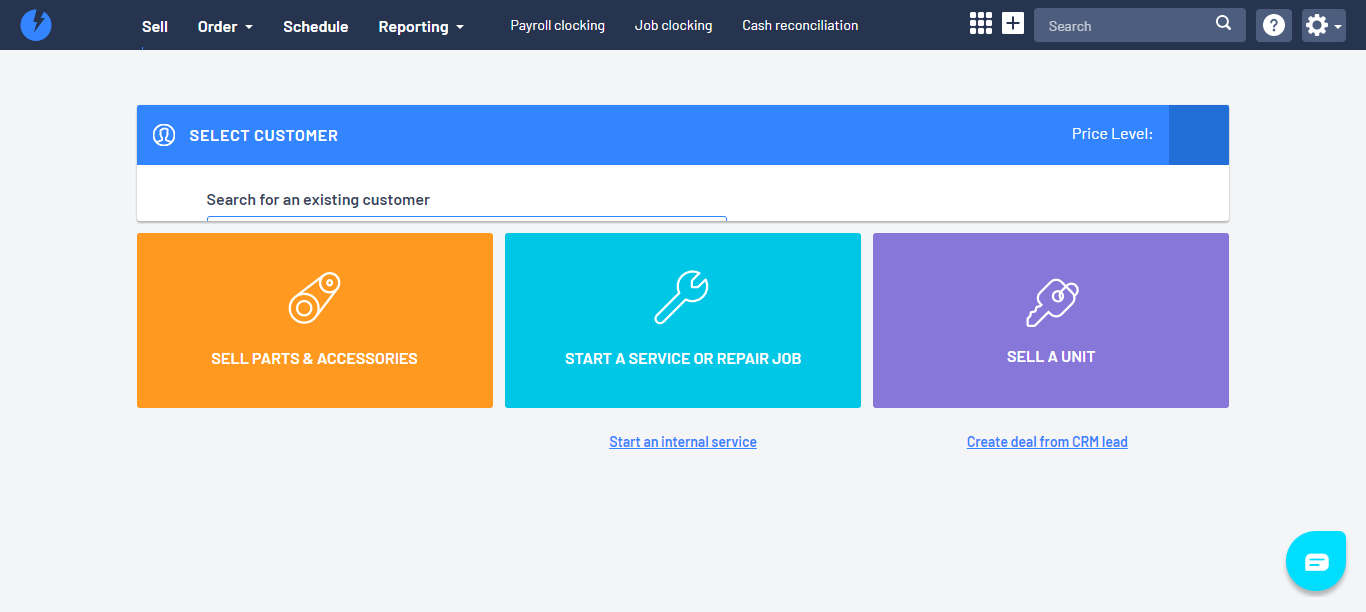 Sell Order Schedule Reporting Payroll clocking Job clocking Cash reconciliation Search
SELECT CUSTOMER Price Level:
Search for an existing customer
SELL PARTS & ACCESSORIES START A SERVICE OR REPAIR JOB SELL A UNIT
Start an internal service Create deal from CRM lead